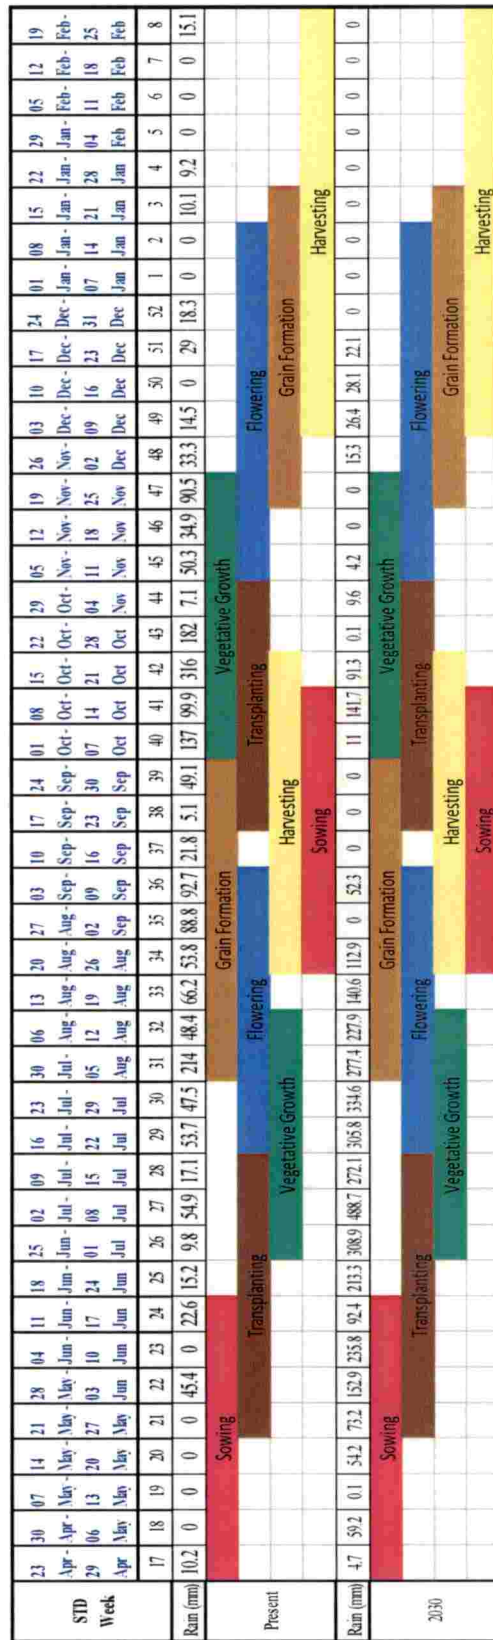 23 30 07 14 21 28 04 11 18 25 02 09 16 23 30 06 13 20 27 03 10 17 24 01 08 15 22 29 05 12 19 26 03 10 17 24 01 08 15 22 29 05 12 19
STD Apr- Apr- May- May- May- May- Jun- Jun- Jun- Jun- Jul- Jul- Jul- Jul- Jul- Aug- Aug- Aug- Aug- Sep- Sep- Sep- Sep- Oct- Oct- Oct- Oct- Oct- Nov- Nov- Nov- Nov- Dec- Dec- Dec- Dec- Jan- Jan- Jan- Jan- Jan- Feb- Feb- Feb-
Week 29 06 13 20 27 03 10 17 24 01 08 15 22 29 05 12 19 26 02 09 16 23 30 07 14 21 28 04 11 18 25 02 09 16 23 31 07 14 21 28 04 11 18 25
Apr May May May May Jun Jun Jun Jun Jul Jul Jul Jul Jul Aug Aug Aug Aug Sep Sep Sep Sep Sep Oct Oct Oct Oct Nov Nov Nov Nov Dec Dec Dec Dec Dec Jan Jan Jan Jan Feb Feb Feb Feb
17 18 19 20 21 22 23 24 25 26 27 28 29 30 31 32 33 34 35 36 37 38 39 40 41 42 43 44 45 46 47 48 49 50 51 52 1 2 3 4 5 6 7 8
Rain (mm) 10.2 0 0 0 0 45.4 0 22.6 15.2 9.8 54.9 17.1 53.7 47.5 214 48.4 66.2 53.8 88.8 92.7 21.8 5.1 49.1 137 99.9 316 182 7.1 50.3 34.9 90.5 33.3 14.5 0 29 18.3 0 0 10.1 9.2 0 0 0 15.1
Sowing Grain Formation Vegetative Growth
Present Transplanting Flowering Transplanting Flowering
Vegetative Growth Harvesting Grain Formation
Sowing Harvesting
Rain (mm) 4.7 59.2 0.1 54.2 73.2 152.9 235.8 92.4 213.3 308.9 488.7 272.1 305.8 334.6 277.4 227.9 140.6 112.9 0 52.3 0 0 0 11 141.7 91.3 0.1 9.6 4.2 0 0 15.3 26.4 28.1 22.1 0 0 0 0 0 0 0 0 0
Sowing Grain Formation Vegetative Growth
2030 Transplanting Flowering Transplanting Flowering
Vegetative Growth Harvesting Grain Formation
Sowing Harvesting